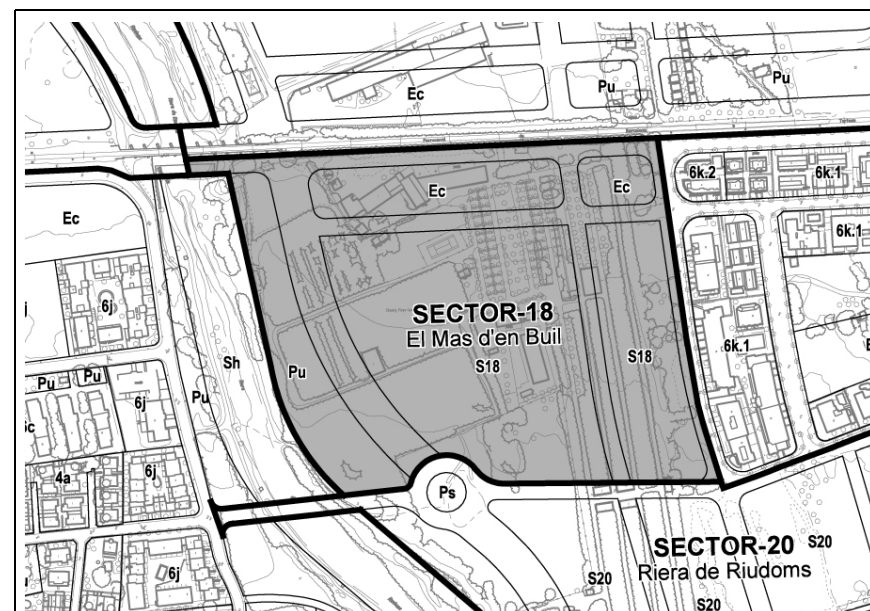 Ec
Pu
Pu
Ec
Ec
6k.2
6k.1
Ec
6k.1
6j
SECTOR-18
El Mas d'en Buil
Sh
S18
S18
Pu
6k.1
Pu
Pu
Pu
6j
6j
4a
Ps
SECTOR-20
S20
Riera de Riudoms
6j
S20
S20